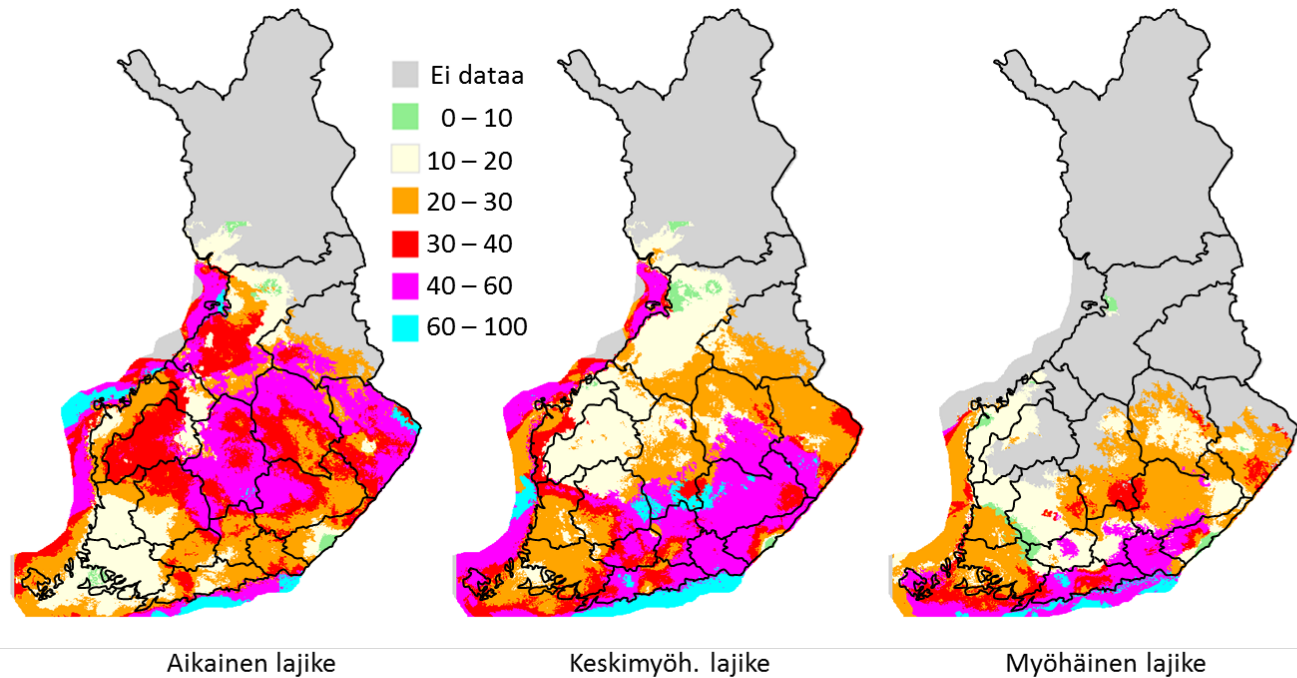 Ei dataa
0 – 10
10 – 20
20 – 30
30 – 40
40 – 60
60 – 100
Aikainen lajike
Keskimyöh. lajike
Myöhäinen lajike